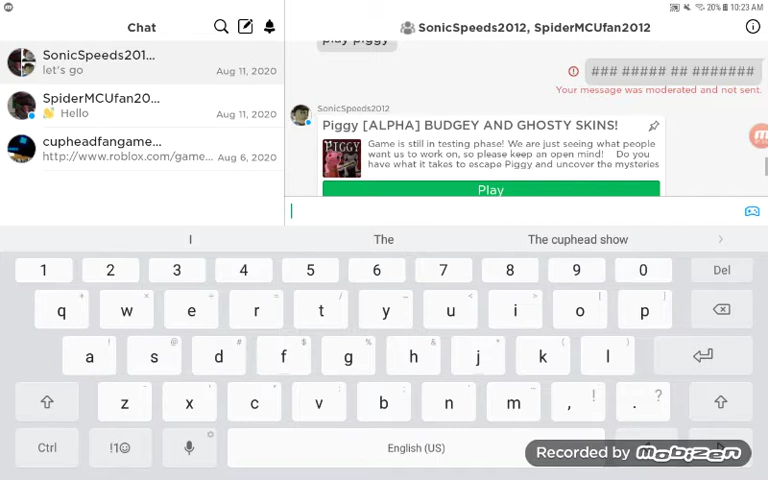 20% 10:23 AM
Chat
SonicSpeeds201...
let's go
Aug 11, 2020
SpiderMCUfan20...
👋 Hello
Aug 11, 2020
cupheadfangame...
http://www.roblox.com/game...
Aug 6, 2020
SonicSpeeds2012, SpiderMCUfan2012
play piggy
### ##### ## #######
Your message was moderated and not sent.
SonicSpeeds2012
Piggy [ALPHA] BUDGEY AND GHOSTY SKINS!
PIGGY
Game is still in testing phase! We are just seeing what people
want us to work on, so please keep an open mind! Do you
have what it takes to escape Piggy and uncover the mysteries
Play
I The The cuphead show
1 2 3 4 5 6 7 8 9 0 Del
q w e r t y u i o p
a s d f g h j k l
z x c v b n m , ! . ?
Ctrl !1☺ English (US)
Recorded by Mobizen